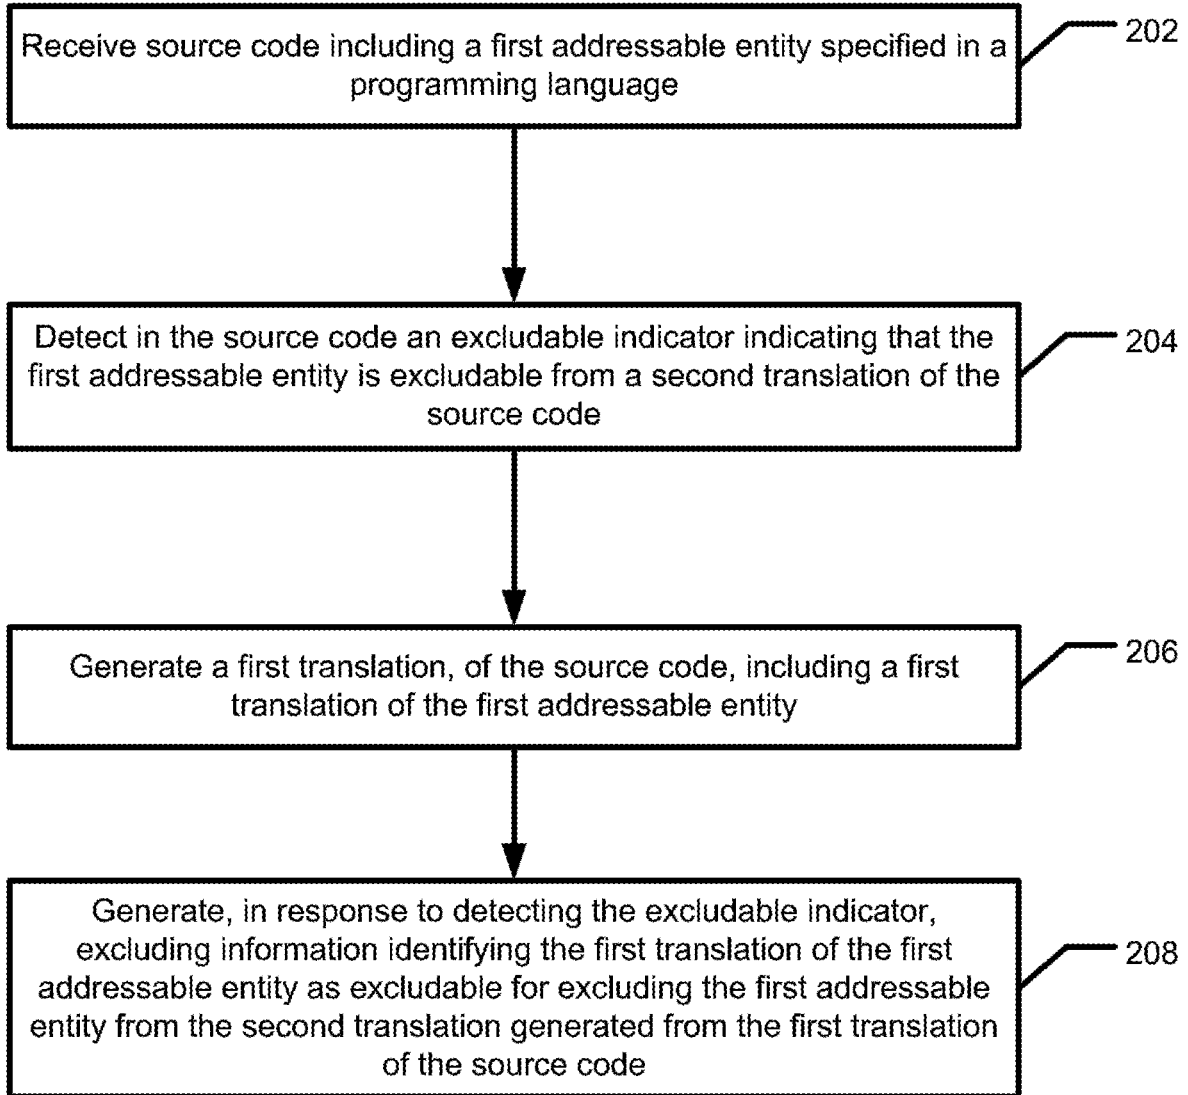 Receive source code including a first addressable entity specified in a
programming language
202
Detect in the source code an excludable indicator indicating that the
first addressable entity is excludable from a second translation of the
source code
204
Generate a first translation, of the source code, including a first
translation of the first addressable entity
206
Generate, in response to detecting the excludable indicator,
excluding information identifying the first translation of the first
addressable entity as excludable for excluding the first addressable
entity from the second translation generated from the first translation
of the source code
208